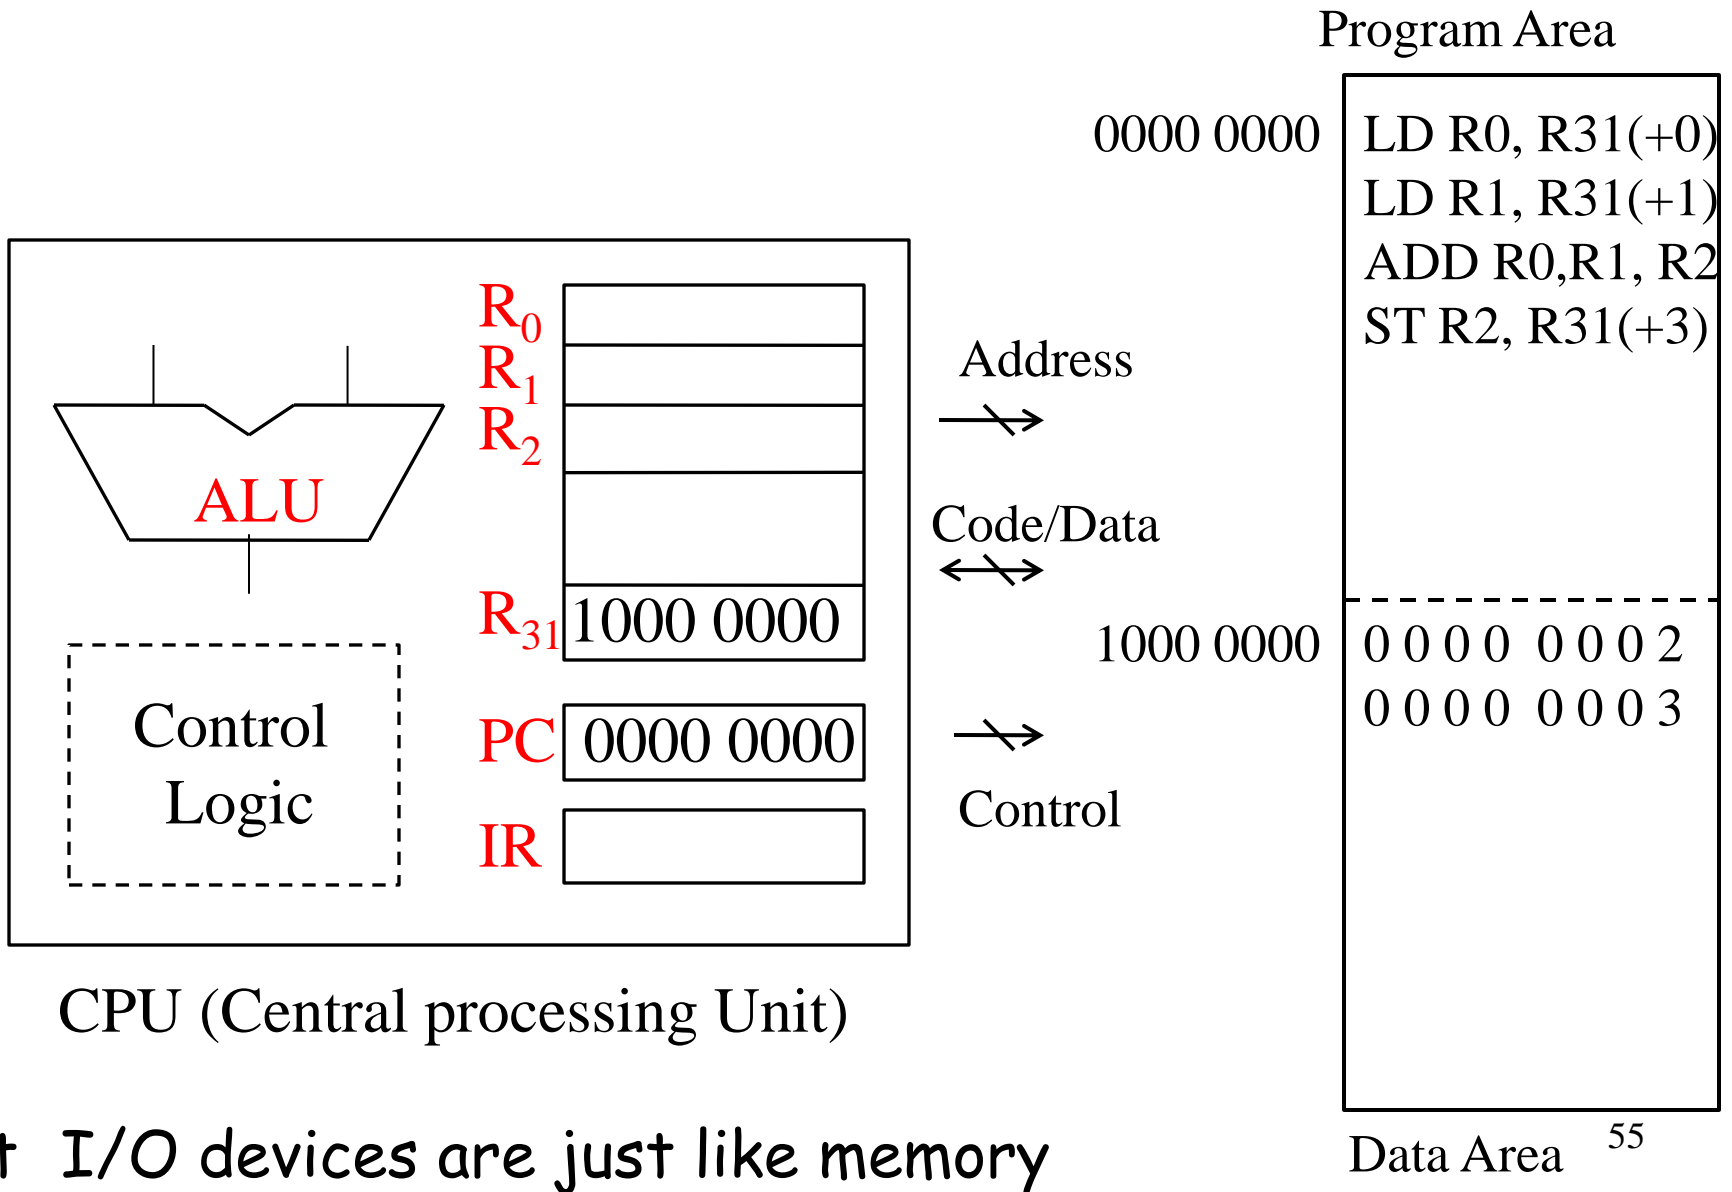 Program Area
0000 0000
LD R0, R31(+0)
LD R1, R31(+1)
ADD R0,R1, R2
ST R2, R31(+3)
R0
R1
R2
R31 1000 0000
PC 0000 0000
IR
ALU
Control
Logic
Address
Code/Data
Control
1000 0000
0 0 0 0 0 0 0 2
0 0 0 0 0 0 0 3
CPU (Central processing Unit)
t I/O devices are just like memory
Data Area
55